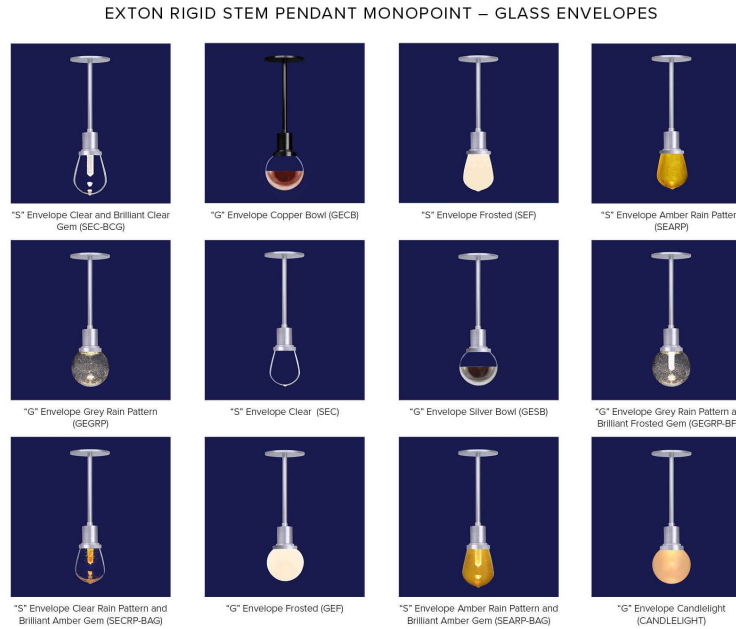 EXTON RIGID STEM PENDANT MONOPOINT – GLASS ENVELOPES
“S” Envelope Clear and Brilliant Clear
Gem (SEC-BCG)
“G” Envelope Copper Bowl (GECB)
“S” Envelope Frosted (SEF)
“S” Envelope Amber Rain
(SEARP)
“G” Envelope Grey Rain Pattern
(GEGRP)
“S” Envelope Clear (SEC)
“G” Envelope Silver Bowl (GESB)
“G” Envelope Grey Rain Pattern
Brilliant Frosted Gem
“S” Envelope Clear Rain Pattern and
Brilliant Amber Gem (SECRP-BAG)
“G” Envelope Frosted (GEF)
“S” Envelope Amber Rain Pattern and
Brilliant Amber Gem (SEARP-BAG)
“G” Envelope Candlelight
(CANDLELIGHT)